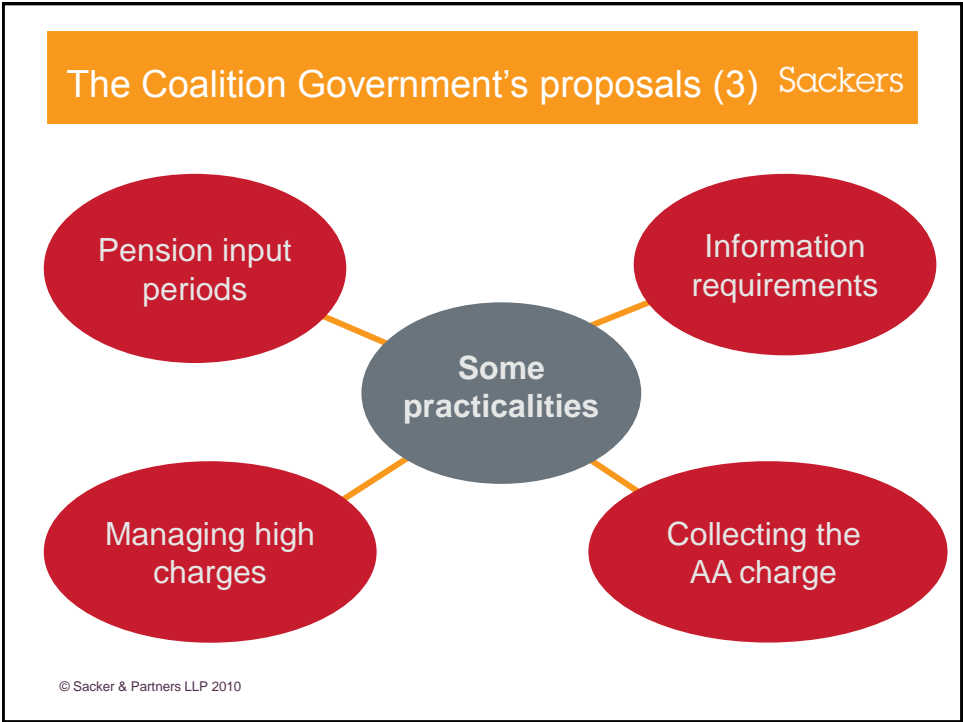 The Coalition Government’s proposals (3) Sackers
Pension input
periods
Information
requirements
Some
practicalities
Managing high
charges
Collecting the
AA charge
© Sacker & Partners LLP 2010